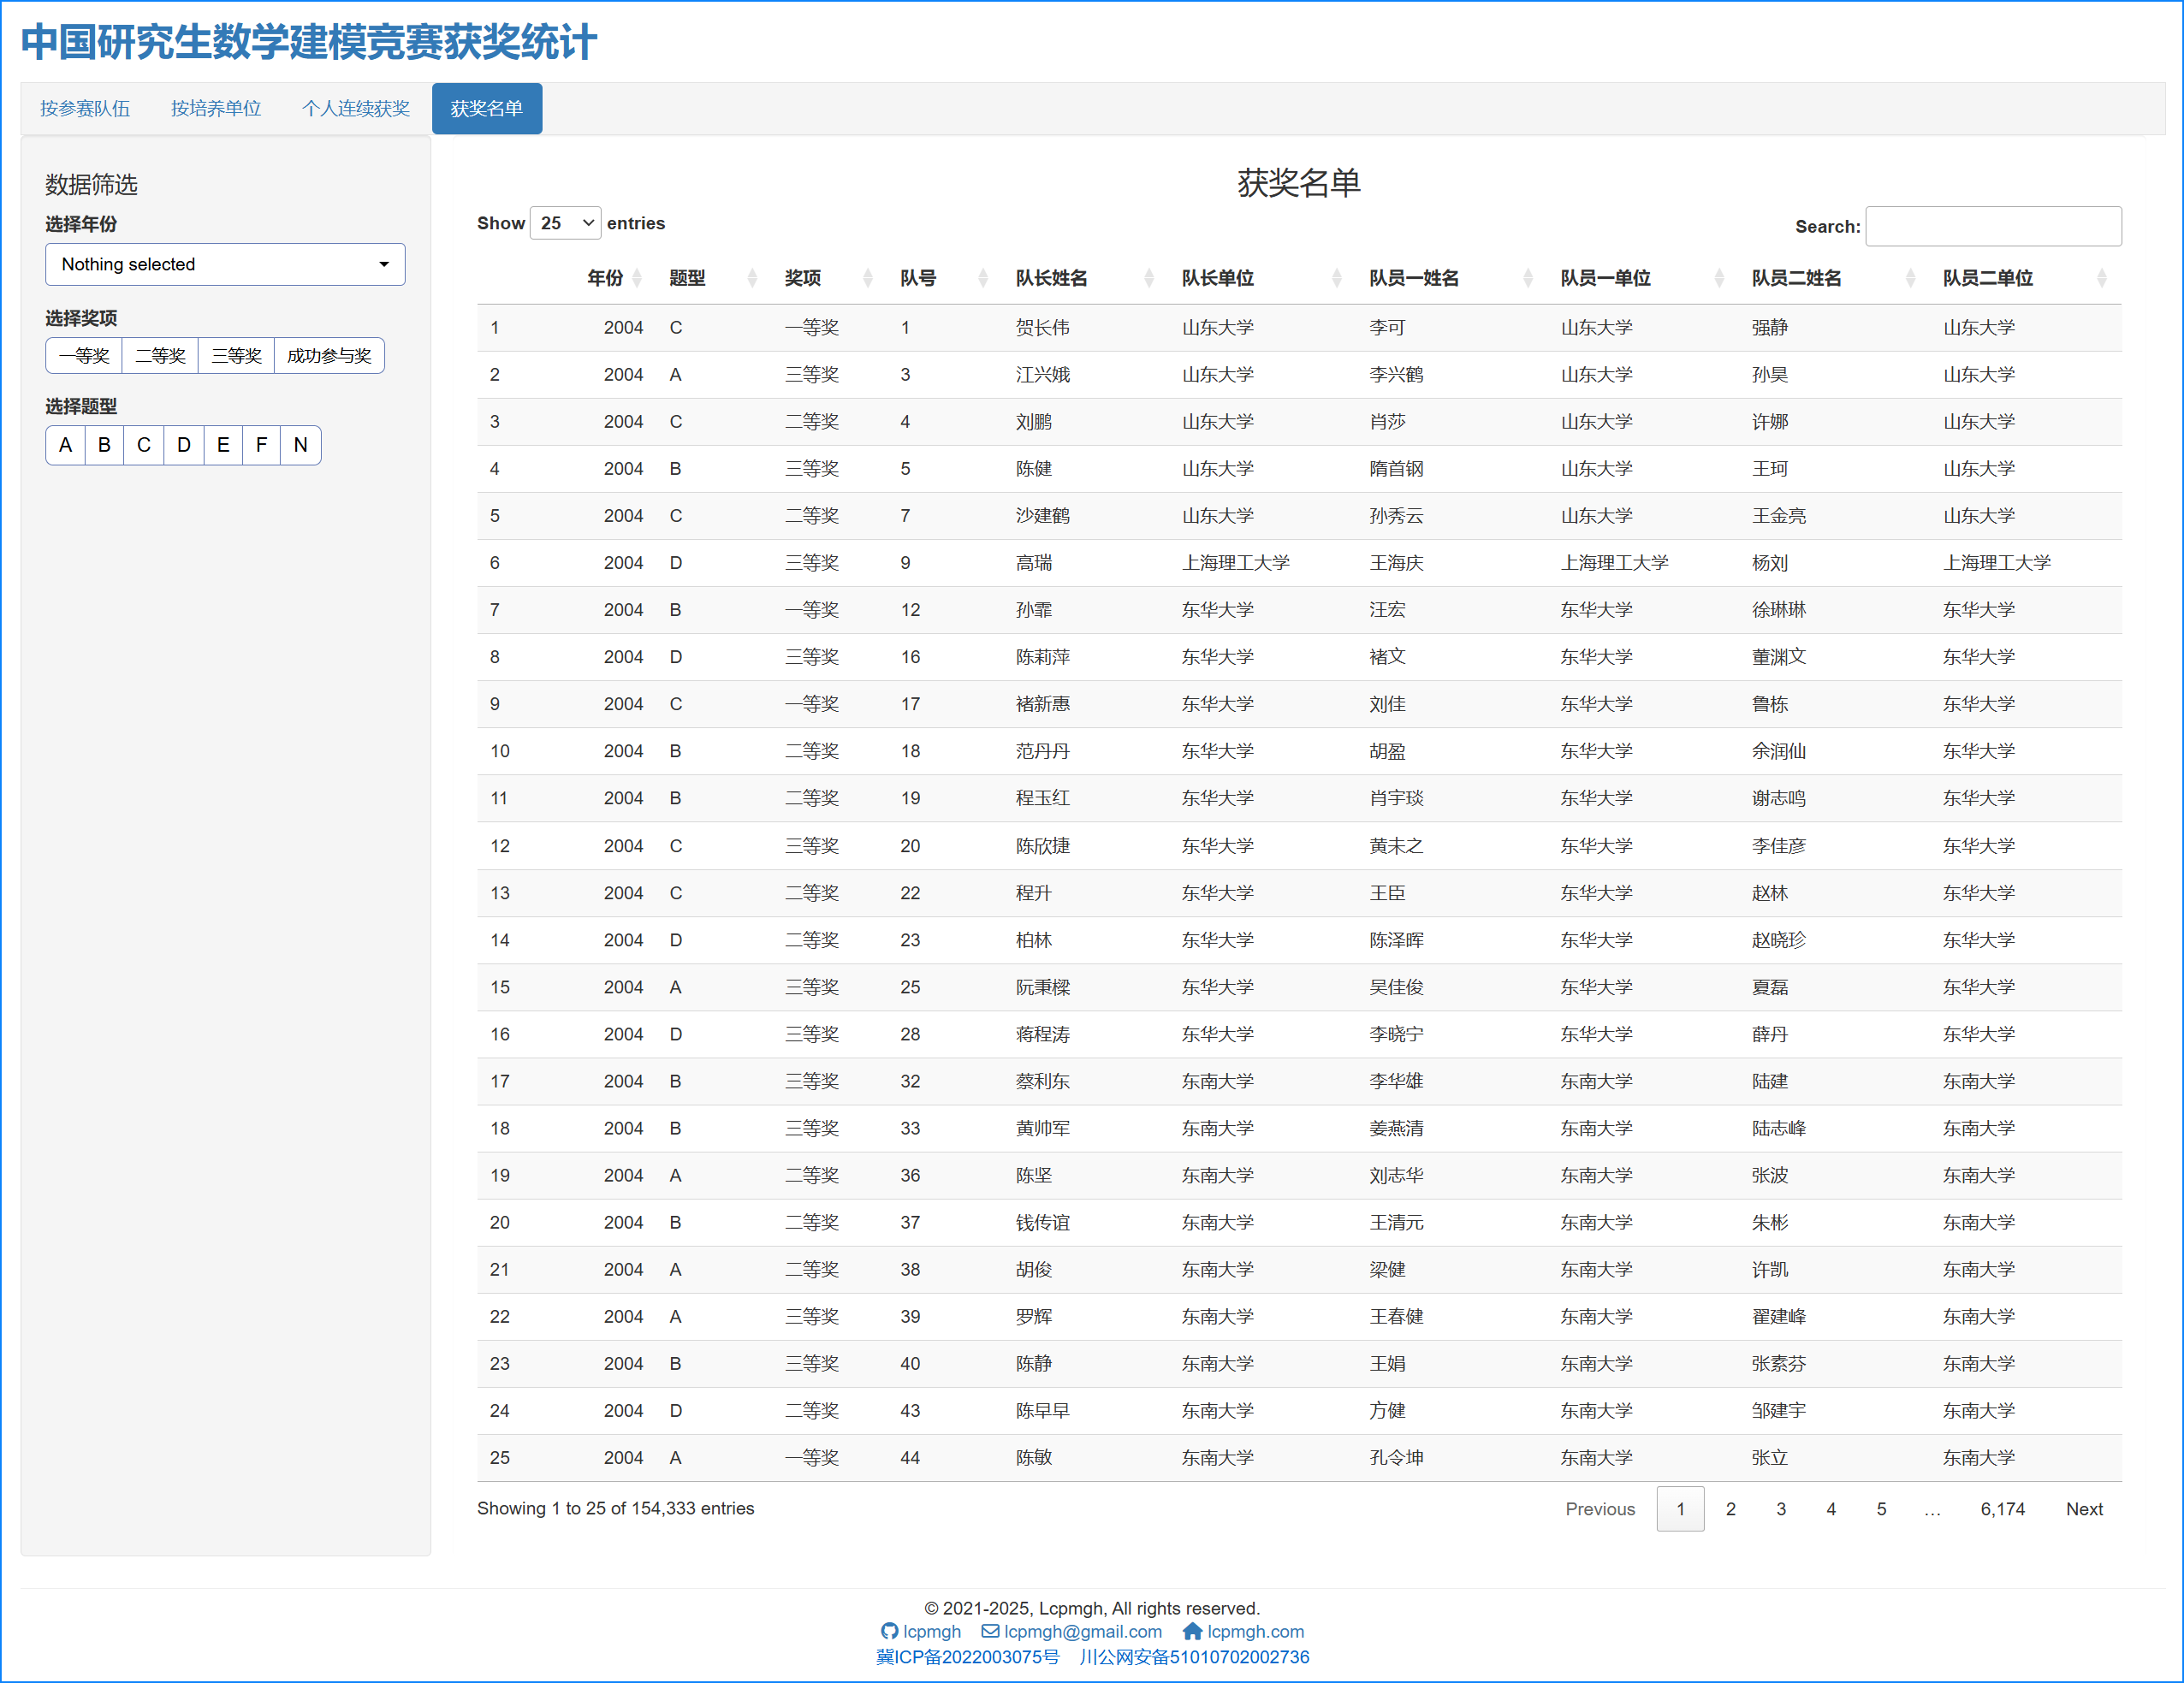 中国研究生数学建模竞赛获奖统计
按参赛队伍 按培养单位 个人连续获奖 获奖名单
数据筛选
选择年份
Nothing selected
选择奖项
一等奖 二等奖 三等奖 成功参与奖
选择题型
A B C D E F N
获奖名单
Show 25 entries Search:
年份 题型 奖项 队号 队长姓名 队长单位 队员一姓名 队员一单位 队员二姓名 队员二单位
1 2004 C 一等奖 1 贺长伟 山东大学 李可 山东大学 强静 山东大学
2 2004 A 三等奖 3 江兴娥 山东大学 李兴鹤 山东大学 孙昊 山东大学
3 2004 C 二等奖 4 刘鹏 山东大学 肖莎 山东大学 许娜 山东大学
4 2004 B 三等奖 5 陈健 山东大学 隋首钢 山东大学 王珂 山东大学
5 2004 C 二等奖 7 沙建鹤 山东大学 孙秀云 山东大学 王金亮 山东大学
6 2004 D 三等奖 9 高瑞 上海理工大学 王海庆 上海理工大学 杨刘 上海理工大学
7 2004 B 一等奖 12 孙霏 东华大学 汪宏 东华大学 徐琳琳 东华大学
8 2004 D 三等奖 16 陈莉萍 东华大学 褚文 东华大学 董渊文 东华大学
9 2004 C 一等奖 17 褚新惠 东华大学 刘佳 东华大学 鲁栋 东华大学
10 2004 B 二等奖 18 范丹丹 东华大学 胡盈 东华大学 余润仙 东华大学
11 2004 B 二等奖 19 程玉红 东华大学 肖宇琰 东华大学 谢志鸣 东华大学
12 2004 C 三等奖 20 陈欣捷 东华大学 黄未之 东华大学 李佳彦 东华大学
13 2004 C 二等奖 22 程升 东华大学 王臣 东华大学 赵林 东华大学
14 2004 D 二等奖 23 柏林 东华大学 陈泽晖 东华大学 赵晓珍 东华大学
15 2004 A 三等奖 25 阮秉樑 东华大学 吴佳俊 东华大学 夏磊 东华大学
16 2004 D 三等奖 28 蒋程涛 东华大学 李晓宁 东华大学 薛丹 东华大学
17 2004 B 三等奖 32 蔡利东 东南大学 李华雄 东南大学 陆建 东南大学
18 2004 B 三等奖 33 黄帅军 东南大学 姜燕清 东南大学 陆志峰 东南大学
19 2004 A 二等奖 36 陈坚 东南大学 刘志华 东南大学 张波 东南大学
20 2004 B 二等奖 37 钱传谊 东南大学 王清元 东南大学 朱彬 东南大学
21 2004 A 二等奖 38 胡俊 东南大学 梁健 东南大学 许凯 东南大学
22 2004 A 三等奖 39 罗辉 东南大学 王春健 东南大学 翟建峰 东南大学
23 2004 B 三等奖 40 陈静 东南大学 王娟 东南大学 张素芬 东南大学
24 2004 D 二等奖 43 陈早早 东南大学 方健 东南大学 邹建宇 东南大学
25 2004 A 一等奖 44 陈敏 东南大学 孔令坤 东南大学 张立 东南大学
Showing 1 to 25 of 154,333 entries Previous 1 2 3 4 5 … 6,174 Next
© 2021-2025, Lcpmgh, All rights reserved.
lcpmgh lcpmgh@gmail.com lcpmgh.com
冀ICP备2022003075号 川公网安备51010702002736